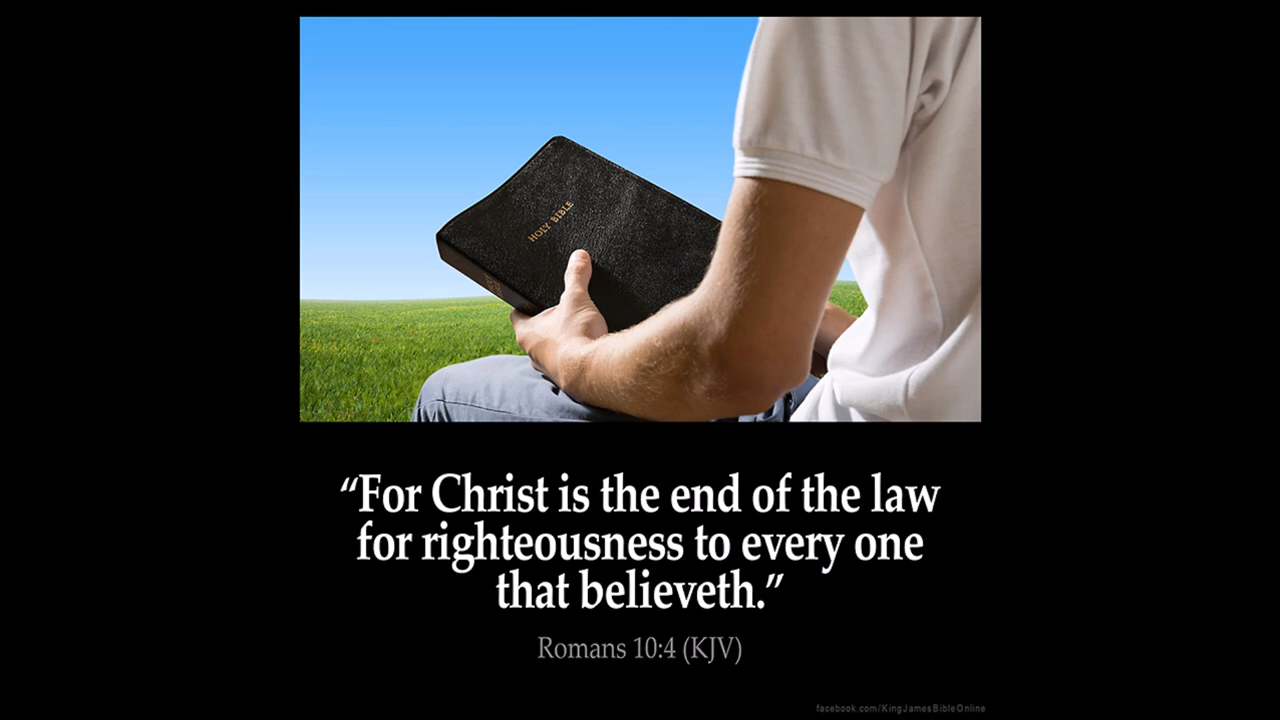 HOLY BIBLE
“For Christ is the end of the law
for righteousness to every one
that believeth.”
Romans 10:4 (KJV)
facebook.com/KingJamesBibleOnline